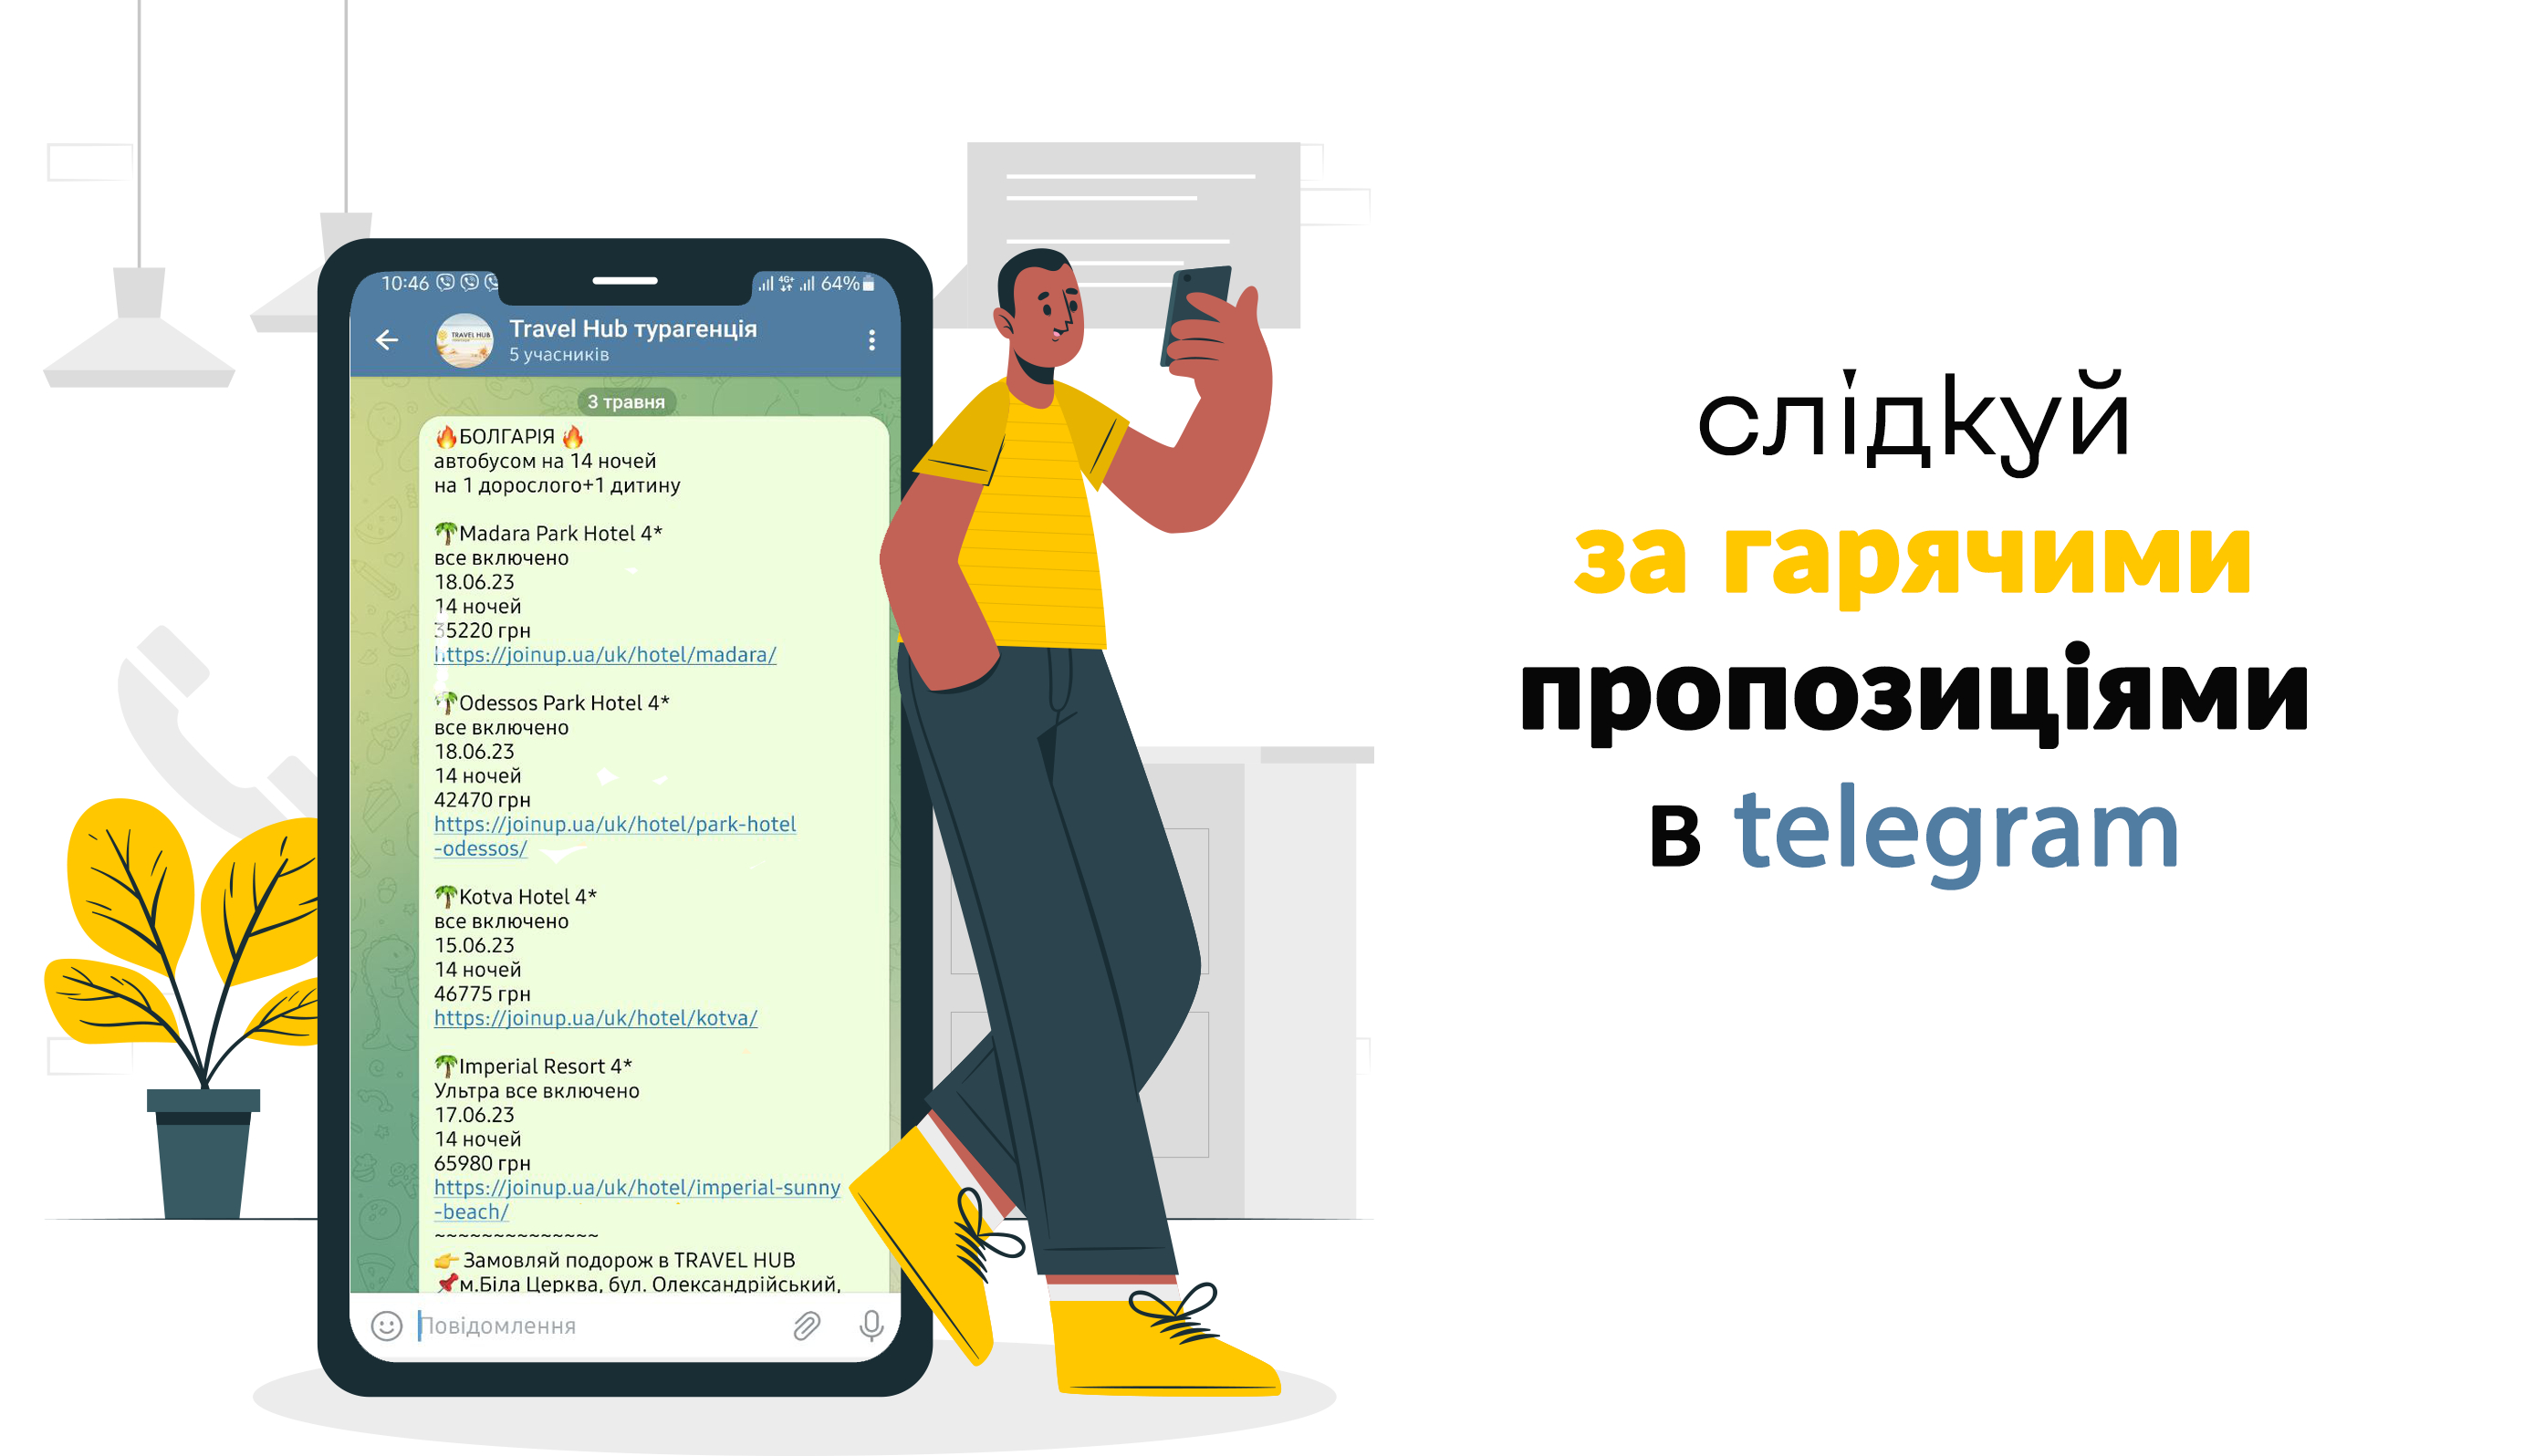 10:46
4G+
64%
TRAVEL HUB
Travel Hub турагенція
5 учасників
3 травня
🔥БОЛГАРІЯ 🔥
автобусом на 14 ночей
на 1 дорослого+1 дитину
🌴Madara Park Hotel 4*
все включено
18.06.23
14 ночей
35220 грн
https://joinup.ua/uk/hotel/madara/
🌴Odessos Park Hotel 4*
все включено
18.06.23
14 ночей
42470 грн
https://joinup.ua/uk/hotel/park-hotel
-odessos/
🌴Kotva Hotel 4*
все включено
15.06.23
14 ночей
46775 грн
https://joinup.ua/uk/hotel/kotva/
🌴Imperial Resort 4*
Ультра все включено
17.06.23
14 ночей
65980 грн
https://joinup.ua/uk/hotel/imperial-sunny
-beach/
~~~~~~~~~~~~~~
👉 Замовляй подорож в TRAVEL HUB
📌м.Біла Церква, бул. Олександрійський,
Повідомлення
слідкуй
за гарячими
пропозиціями
в telegram